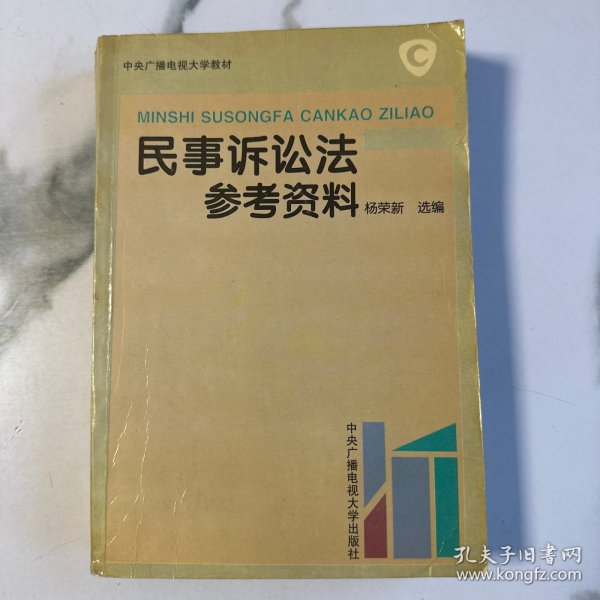 中央广播电视大学教材
C
MINSHI SUSONGFA CANKAO ZILIAO
民事诉讼法
参考资料
杨荣新 选编
中央广播电视大学出版社
孔夫子旧书网
www.kongfz.com